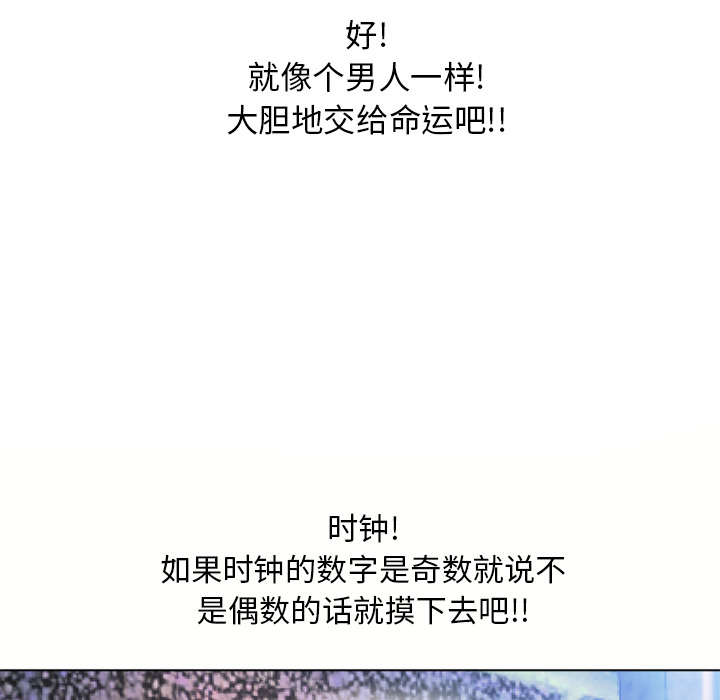 好!
就像个男人一样!
大胆地交给命运吧!!
时钟!
如果时钟的数字是奇数就说不
是偶数的话就摸下去吧!!